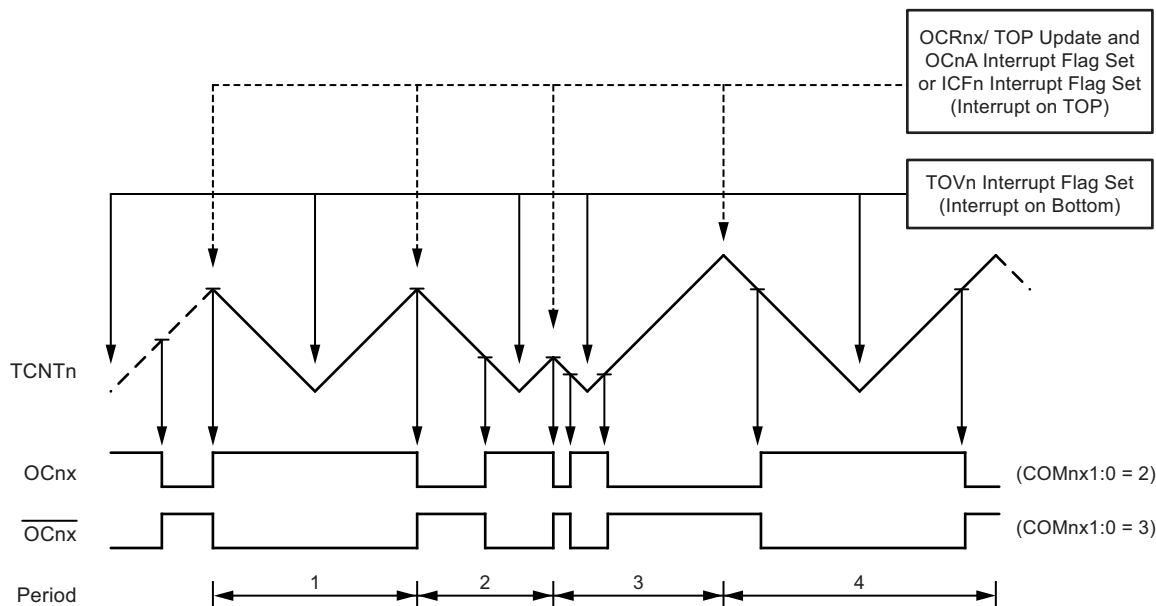 OCRnx/ TOP Update and
OCnA Interrupt Flag Set
or ICFn Interrupt Flag Set
(Interrupt on TOP)
TOVn Interrupt Flag Set
(Interrupt on Bottom)
TCNTn
OCnx
(COMnx1:0 = 2)
OCnx
(COMnx1:0 = 3)
Period
1
2
3
4